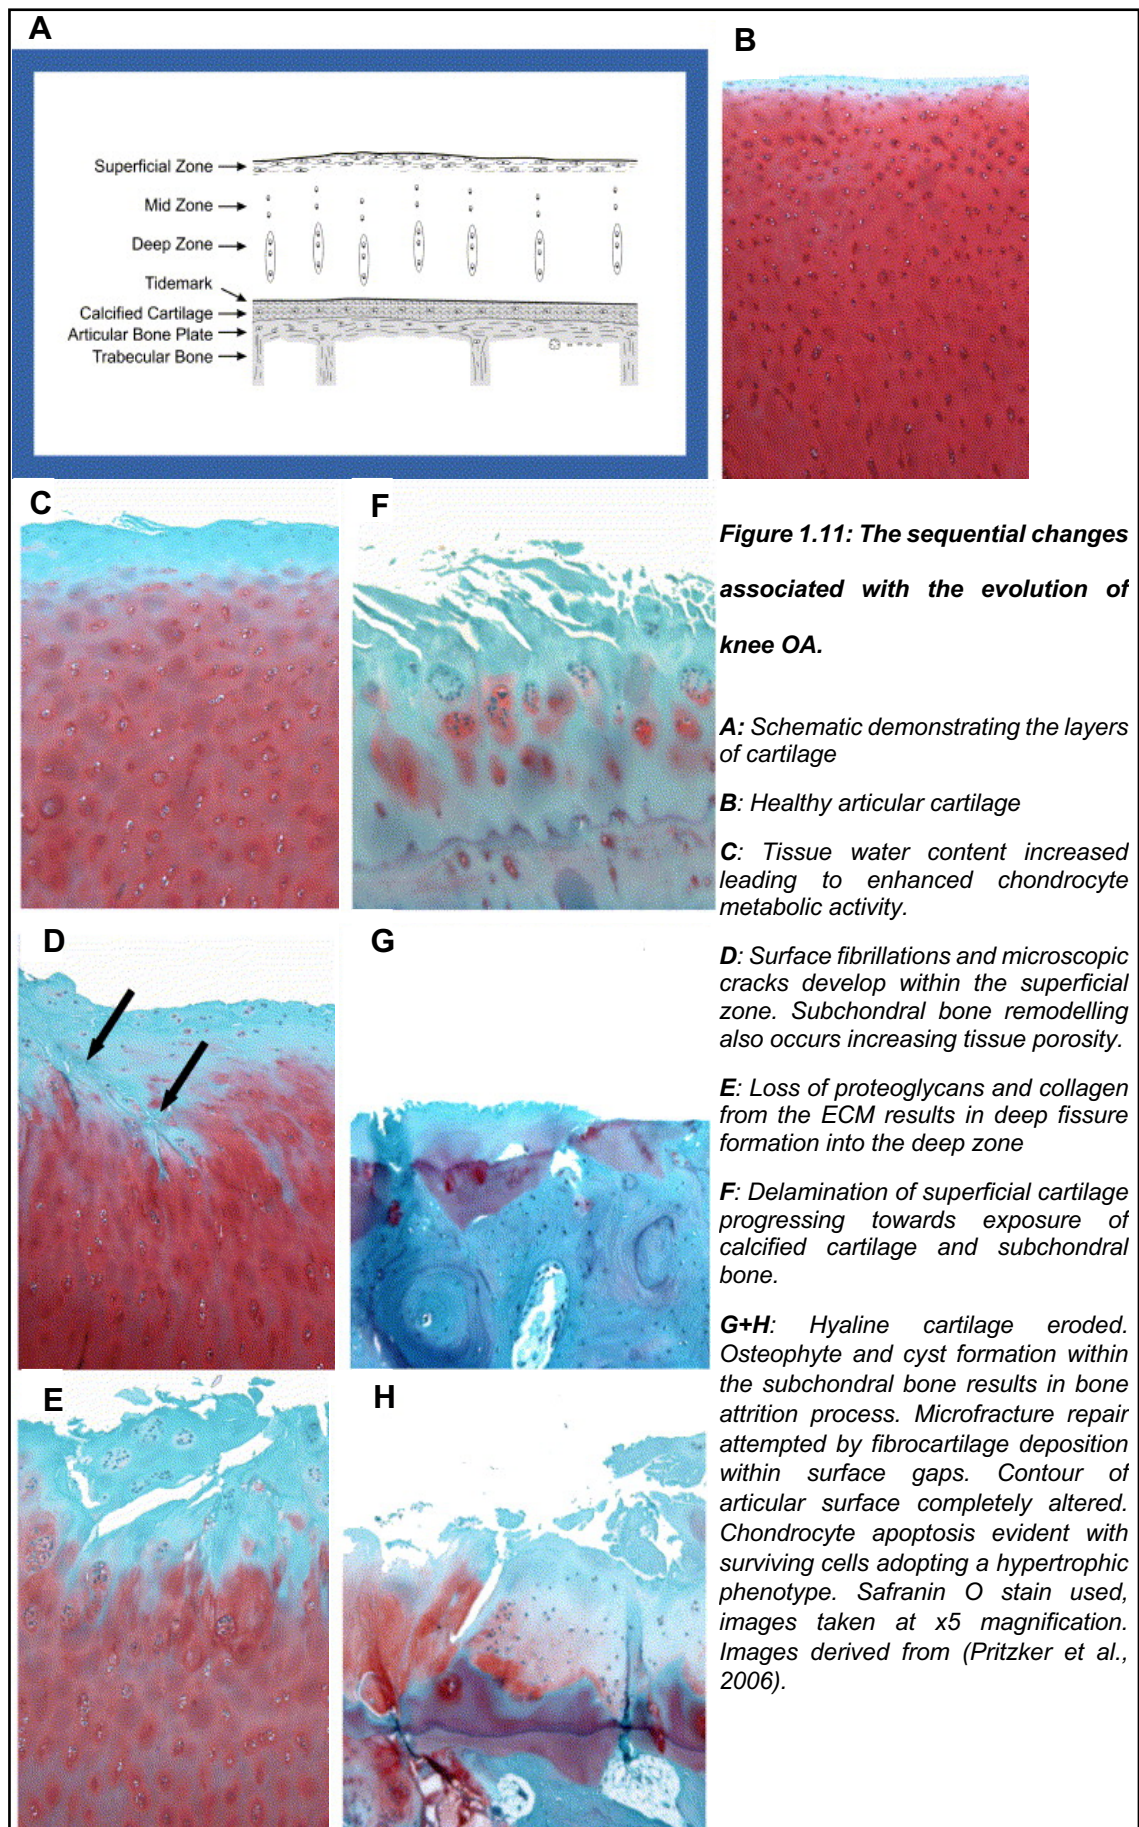 A
Superficial Zone
Mid Zone
Deep Zone
Tidemark
Calcified Cartilage
Articular Bone Plate
Trabecular Bone
B
C
F
D
G
E
H
Figure 1.11: The sequential changes
associated with the evolution of
knee OA.
A: Schematic demonstrating the layers
of cartilage
B: Healthy articular cartilage
C: Tissue water content increased
leading to enhanced chondrocyte
metabolic activity.
D: Surface fibrillations and microscopic
cracks develop within the superficial
zone. Subchondral bone remodelling
also occurs increasing tissue porosity.
E: Loss of proteoglycans and collagen
from the ECM results in deep fissure
formation into the deep zone
F: Delamination of superficial cartilage
progressing towards exposure of
calcified cartilage and subchondral
bone.
G+H: Hyaline cartilage eroded.
Osteophyte and cyst formation within
the subchondral bone results in bone
attrition process. Microfracture repair
attempted by fibrocartilage deposition
within surface gaps. Contour of
articular surface completely altered.
Chondrocyte apoptosis evident with
surviving cells adopting a hypertrophic
phenotype. Safranin O stain used,
images taken at x5 magnification.
Images derived from (Pritzker et al.,
2006).